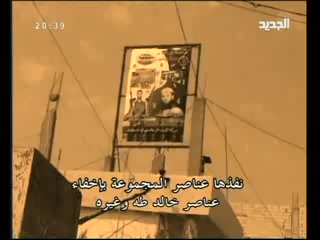 20:39
الجديد
نفذها عناصر المجموعة بإخفاء
عناصر خالد طه وغيره